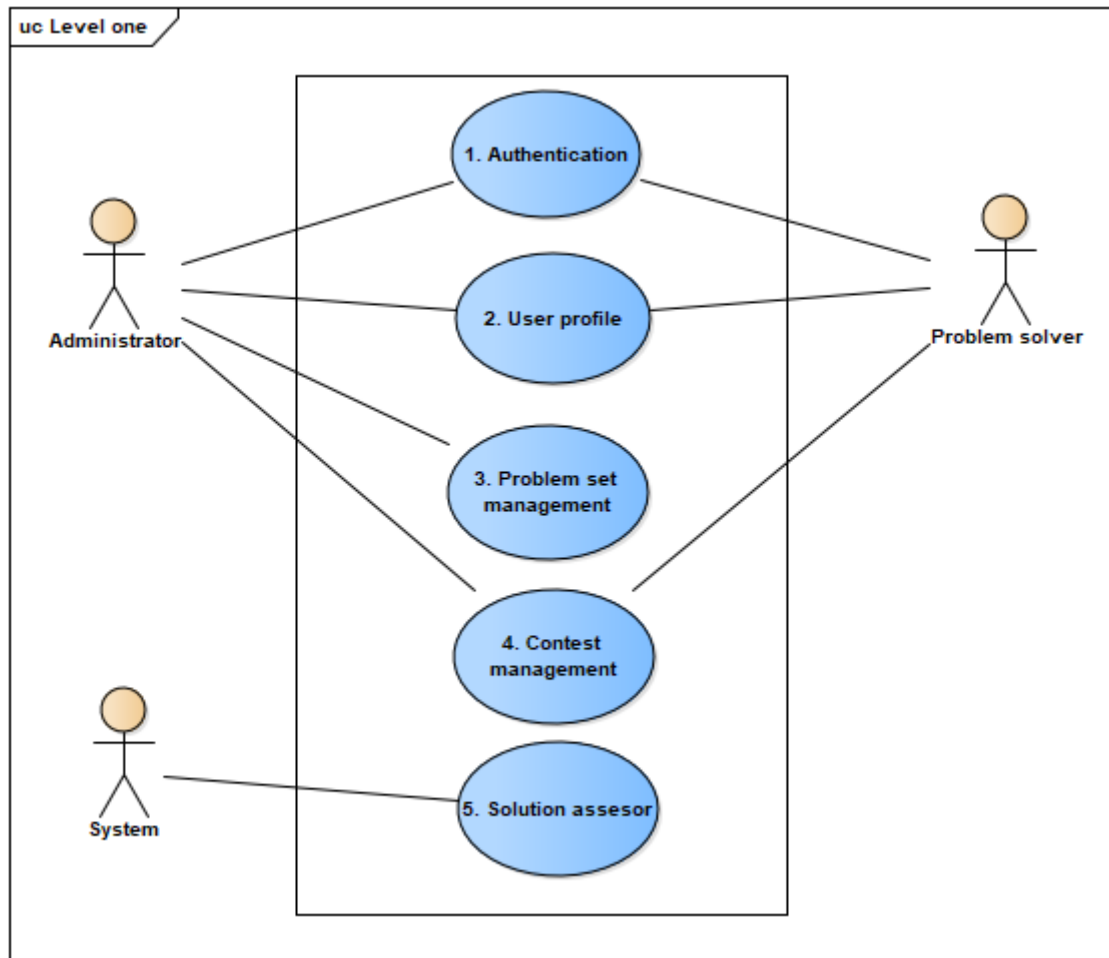 uc Level one
1. Authentication
Administrator
2. User profile
Problem solver
3. Problem set
management
4. Contest
management
System
5. Solution assesor